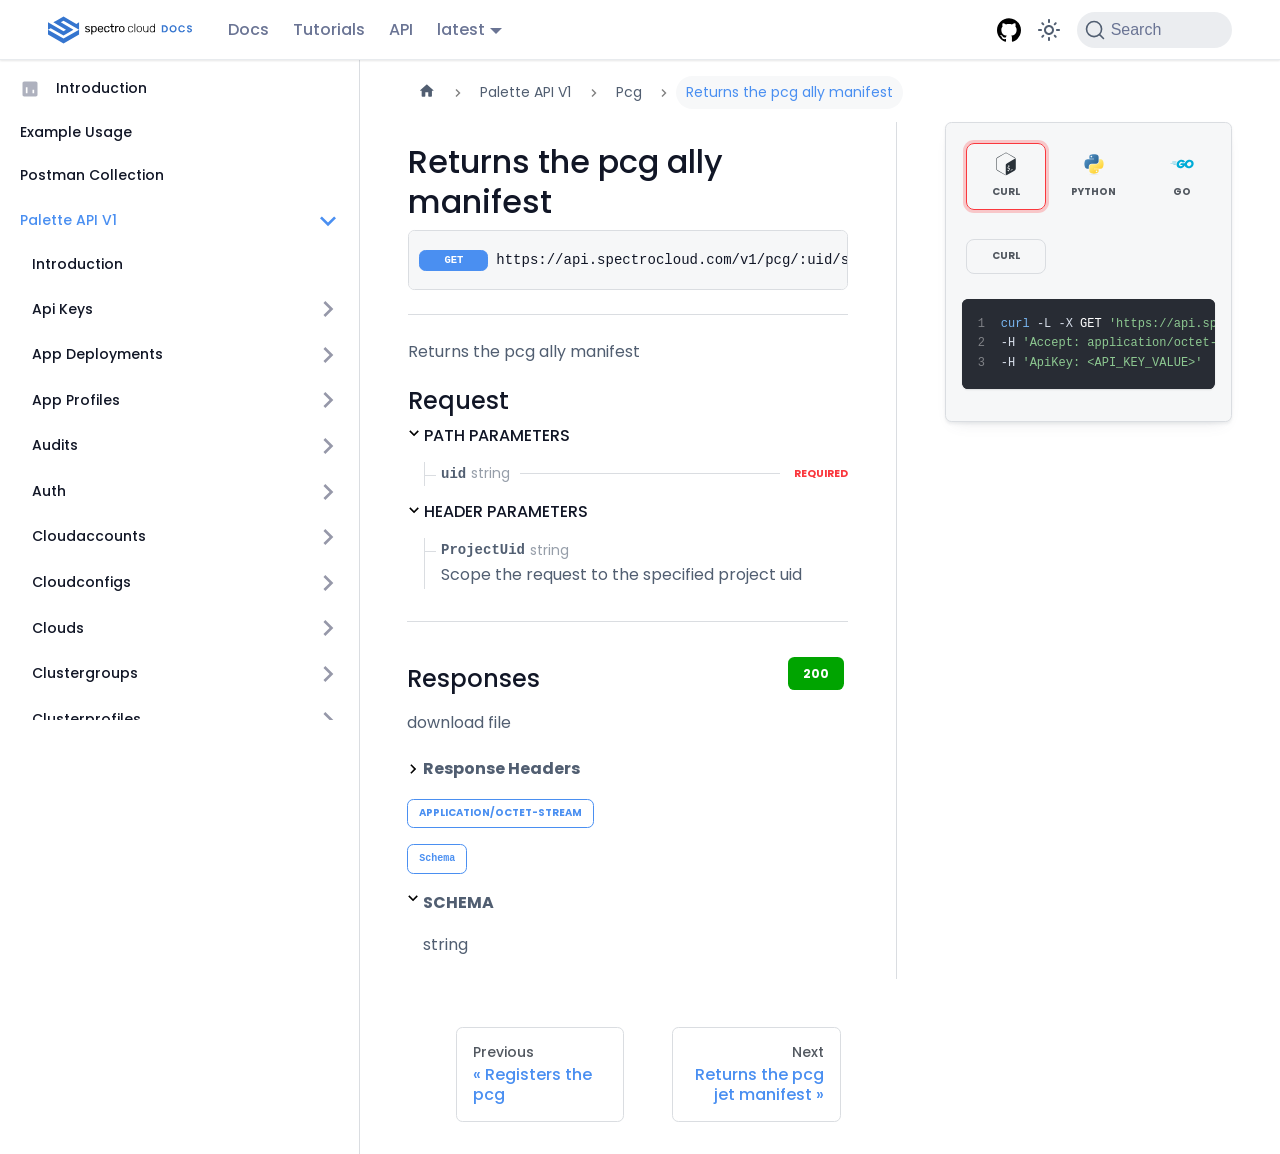 spectro cloud DOCS
Docs
Tutorials
API
latest
Search
Introduction
Example Usage
Postman Collection
Palette API V1
Introduction
Api Keys
App Deployments
App Profiles
Audits
Auth
Cloudaccounts
Cloudconfigs
Clouds
Clustergroups
Clusterprofiles
Palette API V1
Pcg
Returns the pcg ally manifest
Returns the pcg ally
manifest
GET https://api.spectrocloud.com/v1/pcg/:uid/s
Returns the pcg ally manifest
Request
PATH PARAMETERS
uid string REQUIRED
HEADER PARAMETERS
ProjectUid string
Scope the request to the specified project uid
Responses
200
download file
Response Headers
APPLICATION/OCTET-STREAM
Schema
SCHEMA
string
Previous
« Registers the
pcg
Next
Returns the pcg
jet manifest »
CURL
PYTHON
GO
GO
CURL
1 curl -L -X GET 'https://api.sp
2 -H 'Accept: application/octet-
3 -H 'ApiKey: <API_KEY_VALUE>'